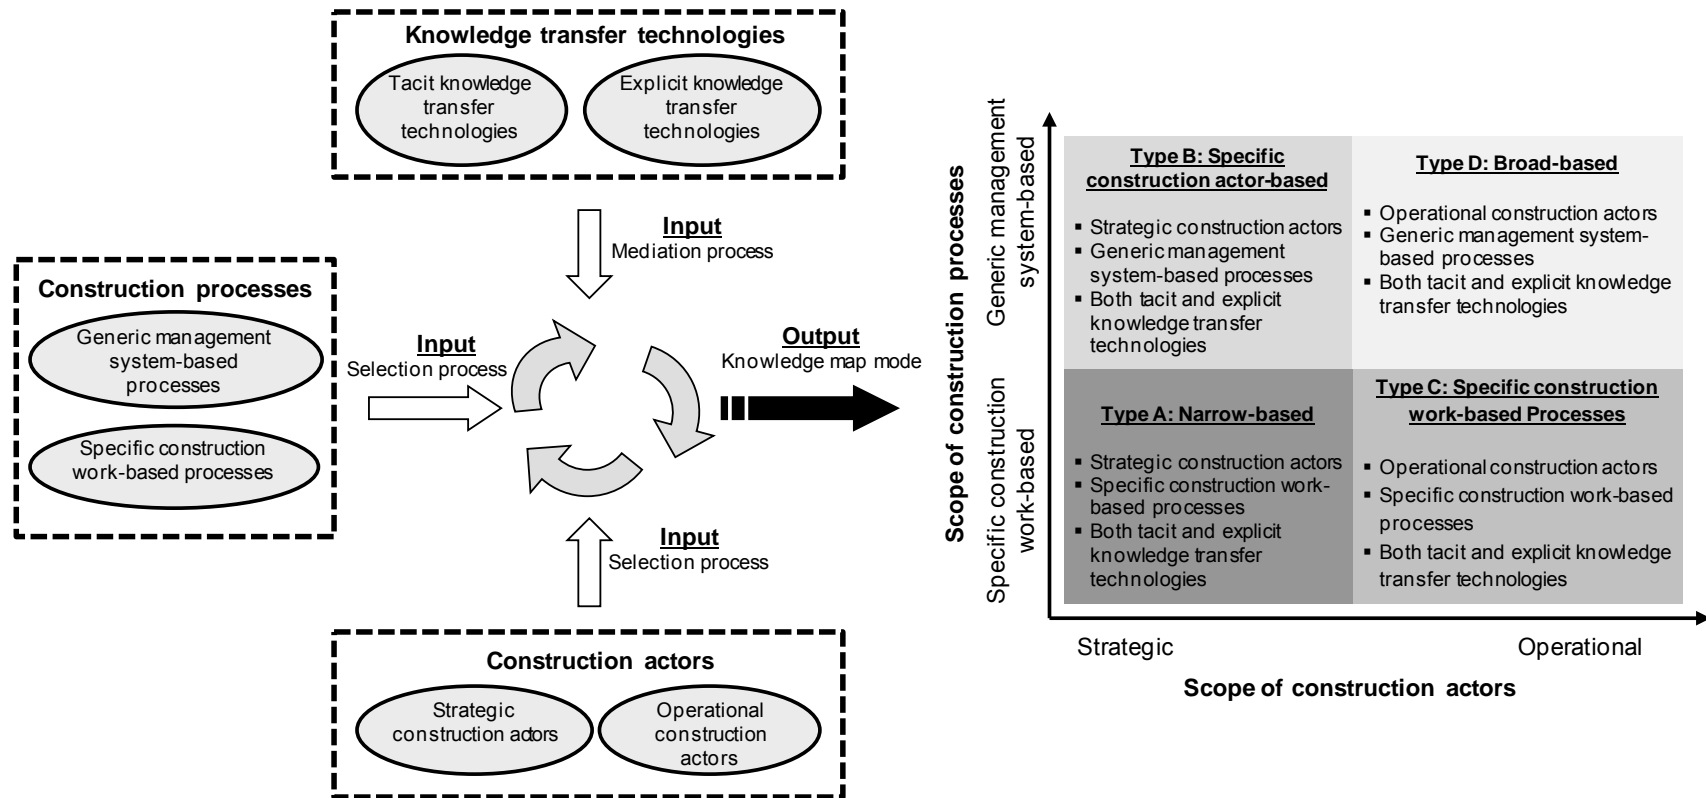 Knowledge transfer technologies
Tacit knowledge
transfer
technologies
Explicit knowledge
transfer
technologies
Input
Mediation process
Construction processes
Generic management
system-based
processes
Specific construction
work-based processes
Input
Selection process
Output
Knowledge map mode
Input
Selection process
Construction actors
Strategic
construction actors
Operational
construction
actors
Scope of construction processes
Generic management
system-based
Specific construction
work-based
Type B: Specific
construction actor-based
▪ Strategic construction actors
▪ Generic management
system-based processes
▪ Both tacit and explicit
knowledge transfer
technologies
Type D: Broad-based
▪ Operational construction actors
▪ Generic management system-
based processes
▪ Both tacit and explicit knowledge
transfer technologies
Type A: Narrow-based
▪ Strategic construction actors
▪ Specific construction work-
based processes
▪ Both tacit and explicit
knowledge transfer
technologies
Type C: Specific construction
work-based Processes
▪ Operational construction actors
▪ Specific construction work-based
processes
▪ Both tacit and explicit knowledge
transfer technologies
Strategic
Operational
Scope of construction actors